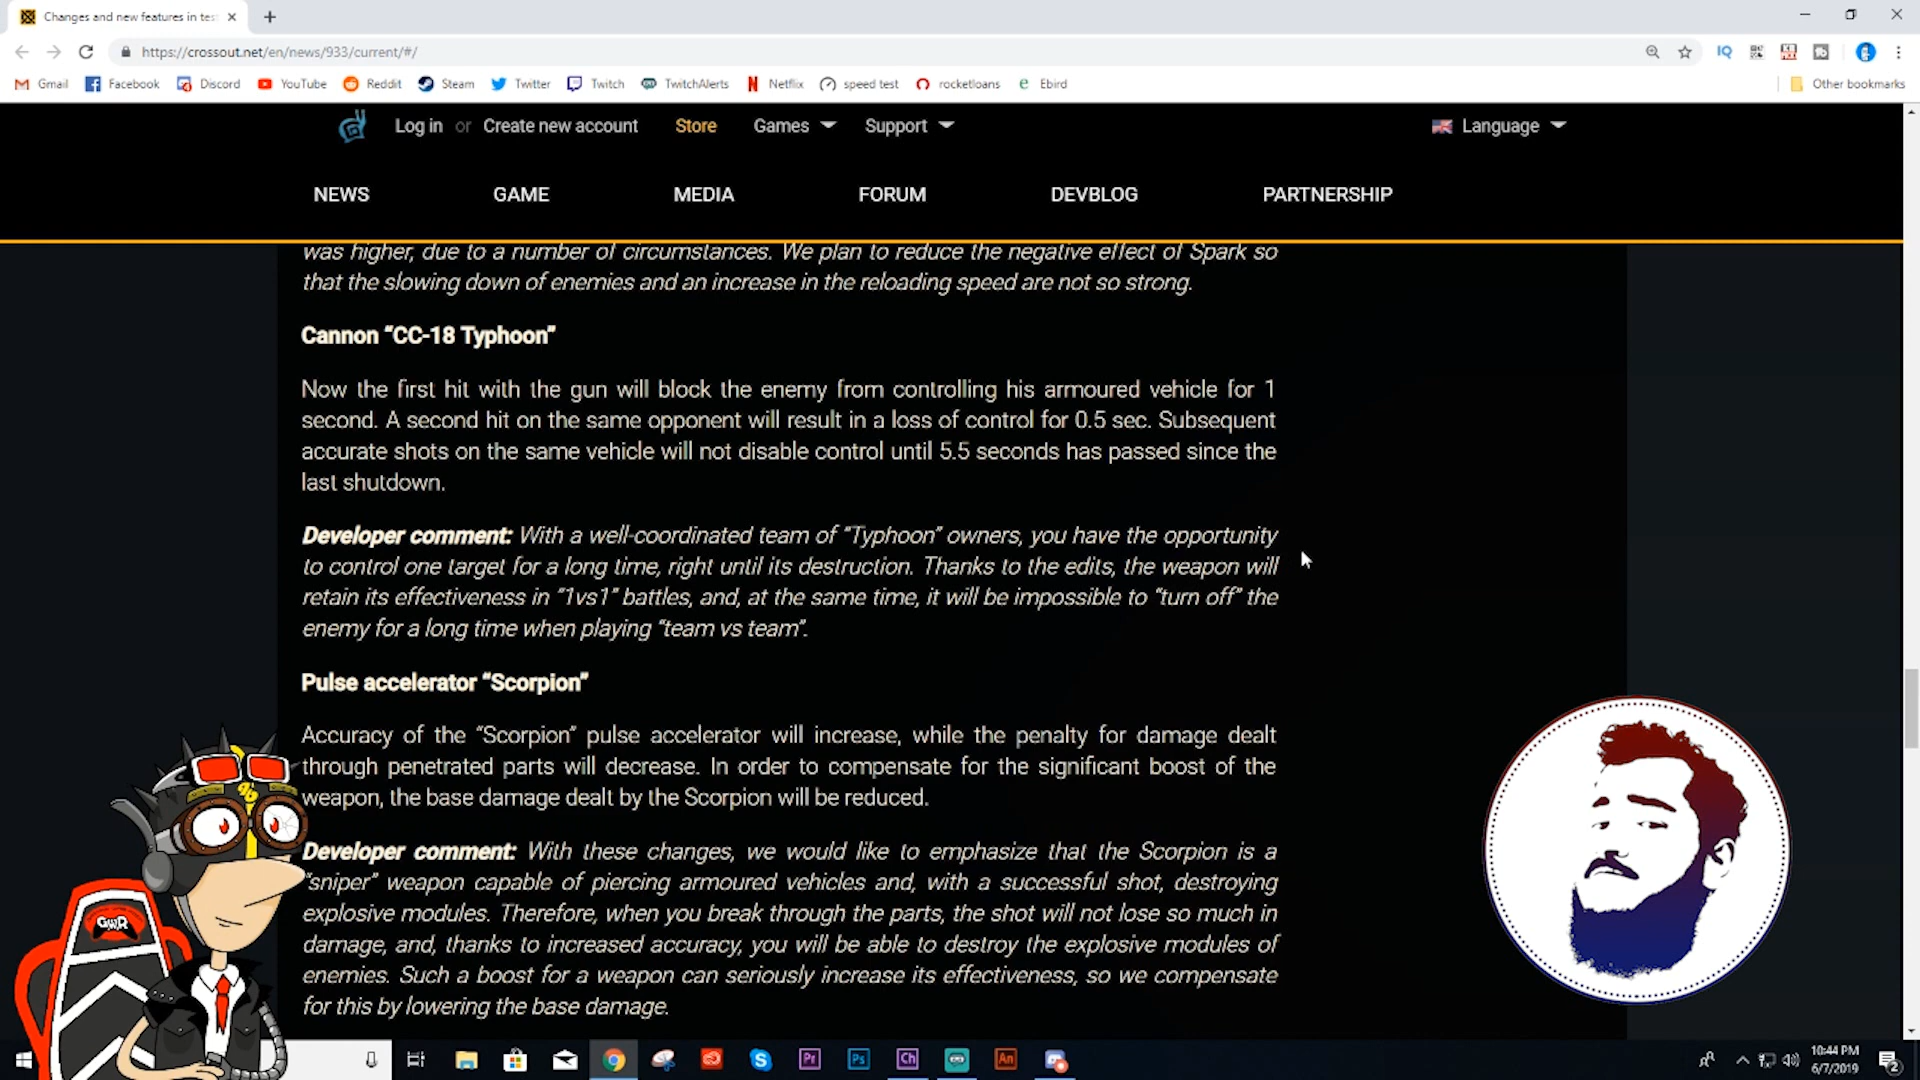 Changes and new features in tes
https://crossout.net/en/news/933/current/#/
Gmail Facebook Discord YouTube Reddit Steam Twitter Twitch TwitchAlerts Netflix speed test rocketloans Ebird Other bookmarks
Log in or Create new account Store Games Support Language
NEWS GAME MEDIA FORUM DEVBLOG PARTNERSHIP
was higher, due to a number of circumstances. We plan to reduce the negative effect of Spark so
that the slowing down of enemies and an increase in the reloading speed are not so strong.
Cannon “CC-18 Typhoon”
Now the first hit with the gun will block the enemy from controlling his armoured vehicle for 1
second. A second hit on the same opponent will result in a loss of control for 0.5 sec. Subsequent
accurate shots on the same vehicle will not disable control until 5.5 seconds has passed since the
last shutdown.
Developer comment: With a well-coordinated team of “Typhoon” owners, you have the opportunity
to control one target for a long time, right until its destruction. Thanks to the edits, the weapon will
retain its effectiveness in “1vs1” battles, and, at the same time, it will be impossible to “turn off” the
enemy for a long time when playing “team vs team”.
Pulse accelerator “Scorpion”
Accuracy of the “Scorpion” pulse accelerator will increase, while the penalty for damage dealt
through penetrated parts will decrease. In order to compensate for the significant boost of the
weapon, the base damage dealt by the Scorpion will be reduced.
Developer comment: With these changes, we would like to emphasize that the Scorpion is a
“sniper” weapon capable of piercing armoured vehicles and, with a successful shot, destroying
explosive modules. Therefore, when you break through the parts, the shot will not lose so much in
damage, and, thanks to increased accuracy, you will be able to destroy the explosive modules of
enemies. Such a boost for a weapon can seriously increase its effectiveness, so we compensate
for this by lowering the base damage.
GWR
Pr Ps Ch An
10:44 PM
6/7/2019
2